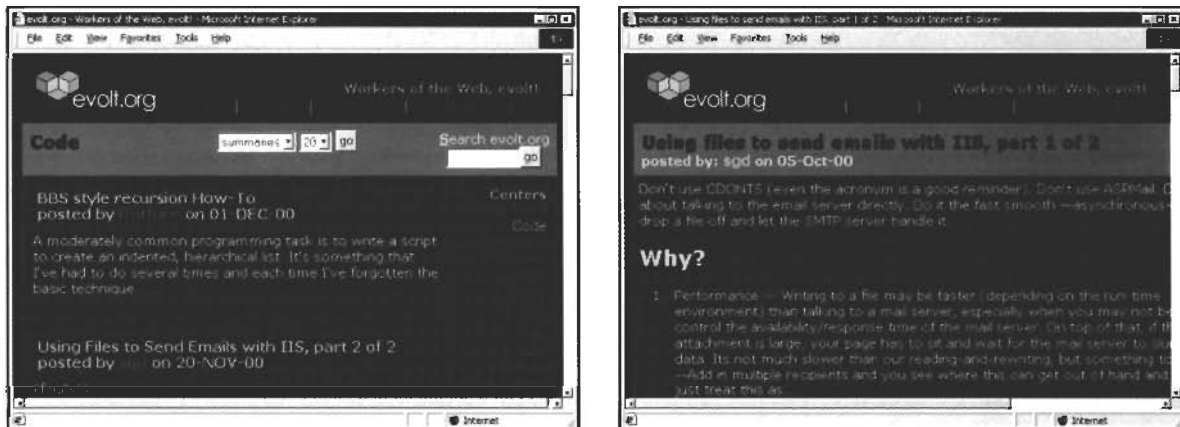 evolt.org - Workers of the Web, evolt! - Microsoft Internet Explorer
File Edit View Favorites Tools Help
evolt.org
Workers of the Web, evolt!
Code
summaries 20 go
Search evolt.org
go
BBS style recursion How-To
posted by on 01-DEC-00
Centers
Code
A moderately common programming task is to write a script
to create an indented, hierarchical list. It's something that
I've had to do several times and each time I've forgotten the
basic technique.
Using Files to Send Emails with IIS, part 2 of 2
posted by on 20-NOV-00
Internet
evolt.org - Using files to send emails with IIS, part 1 of 2 - Microsoft Internet Explorer
File Edit View Favorites Tools Help
evolt.org
Workers of the Web, evolt!
Using files to send emails with IIS, part 1 of 2
posted by: sgd on 05-Oct-00
Don't use CDONTS (even the acronym is a good reminder). Don't use ASPMail.
about talking to the email server directly. Do it the fast smooth —asynchronous
drop a file off and let the SMTP server handle it.
Why?
1 Performance — Writing to a file may be faster (depending on the run-time
environment) than talking to a mail server, especially when you may not be
control the availability/response time of the mail server. On top of that, if th
attachment is large, your page has to sit and wait for the mail server to
data. Its not much slower than our reading-and-rewriting, but something to
—Add in multiple recipients and you see where this can get out of hand and
just treat this as
Internet